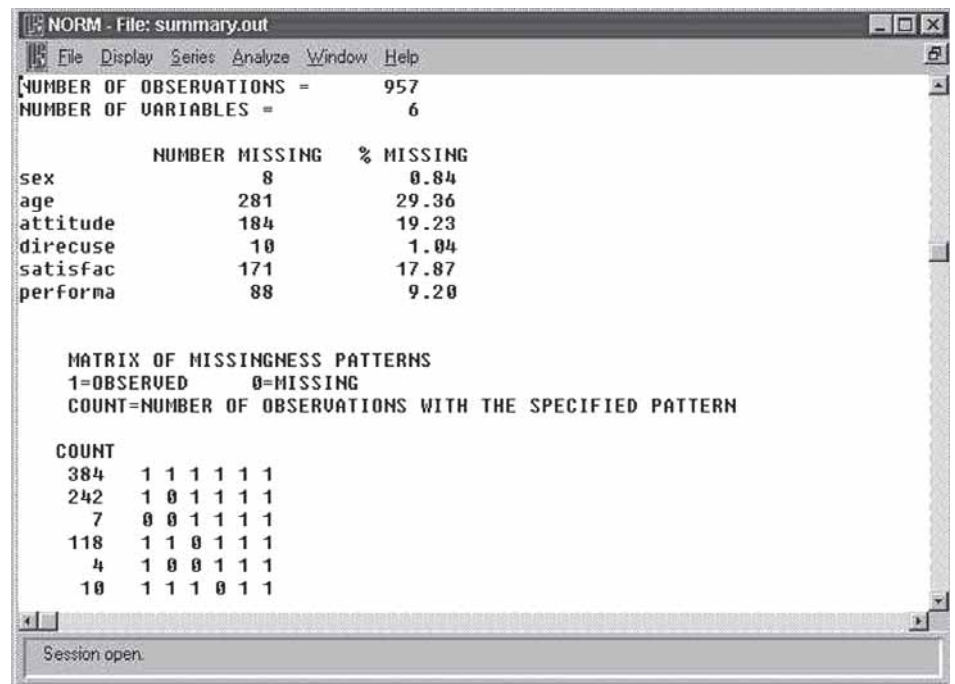 NORM - File: summary.out
File Display Series Analyze Window Help
NUMBER OF OBSERVATIONS = 957
NUMBER OF VARIABLES = 6
NUMBER MISSING % MISSING
sex 8 0.84
age 281 29.36
attitude 184 19.23
direcuse 10 1.04
satisfac 171 17.87
performa 88 9.20
MATRIX OF MISSINGNESS PATTERNS
1=OBSERVED 0=MISSING
COUNT=NUMBER OF OBSERVATIONS WITH THE SPECIFIED PATTERN
COUNT
384 1 1 1 1 1 1
242 1 0 1 1 1 1
7 0 0 1 1 1 1
118 1 1 0 1 1 1
4 1 0 0 1 1 1
10 1 1 1 0 1 1
Session open.